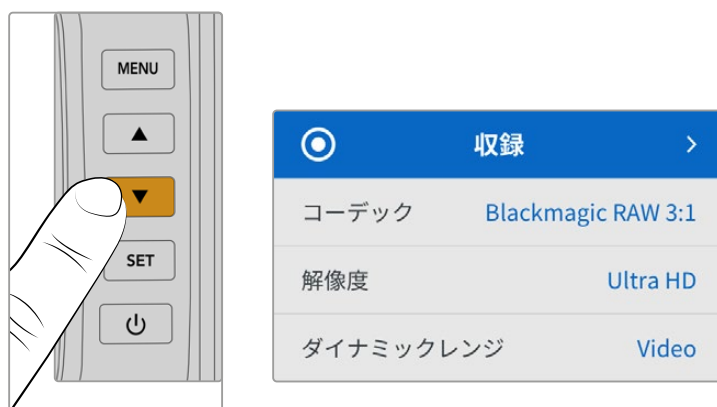 MENU
▲
▼
SET
収録
コーデック Blackmagic RAW 3:1
解像度 Ultra HD
ダイナミックレンジ Video